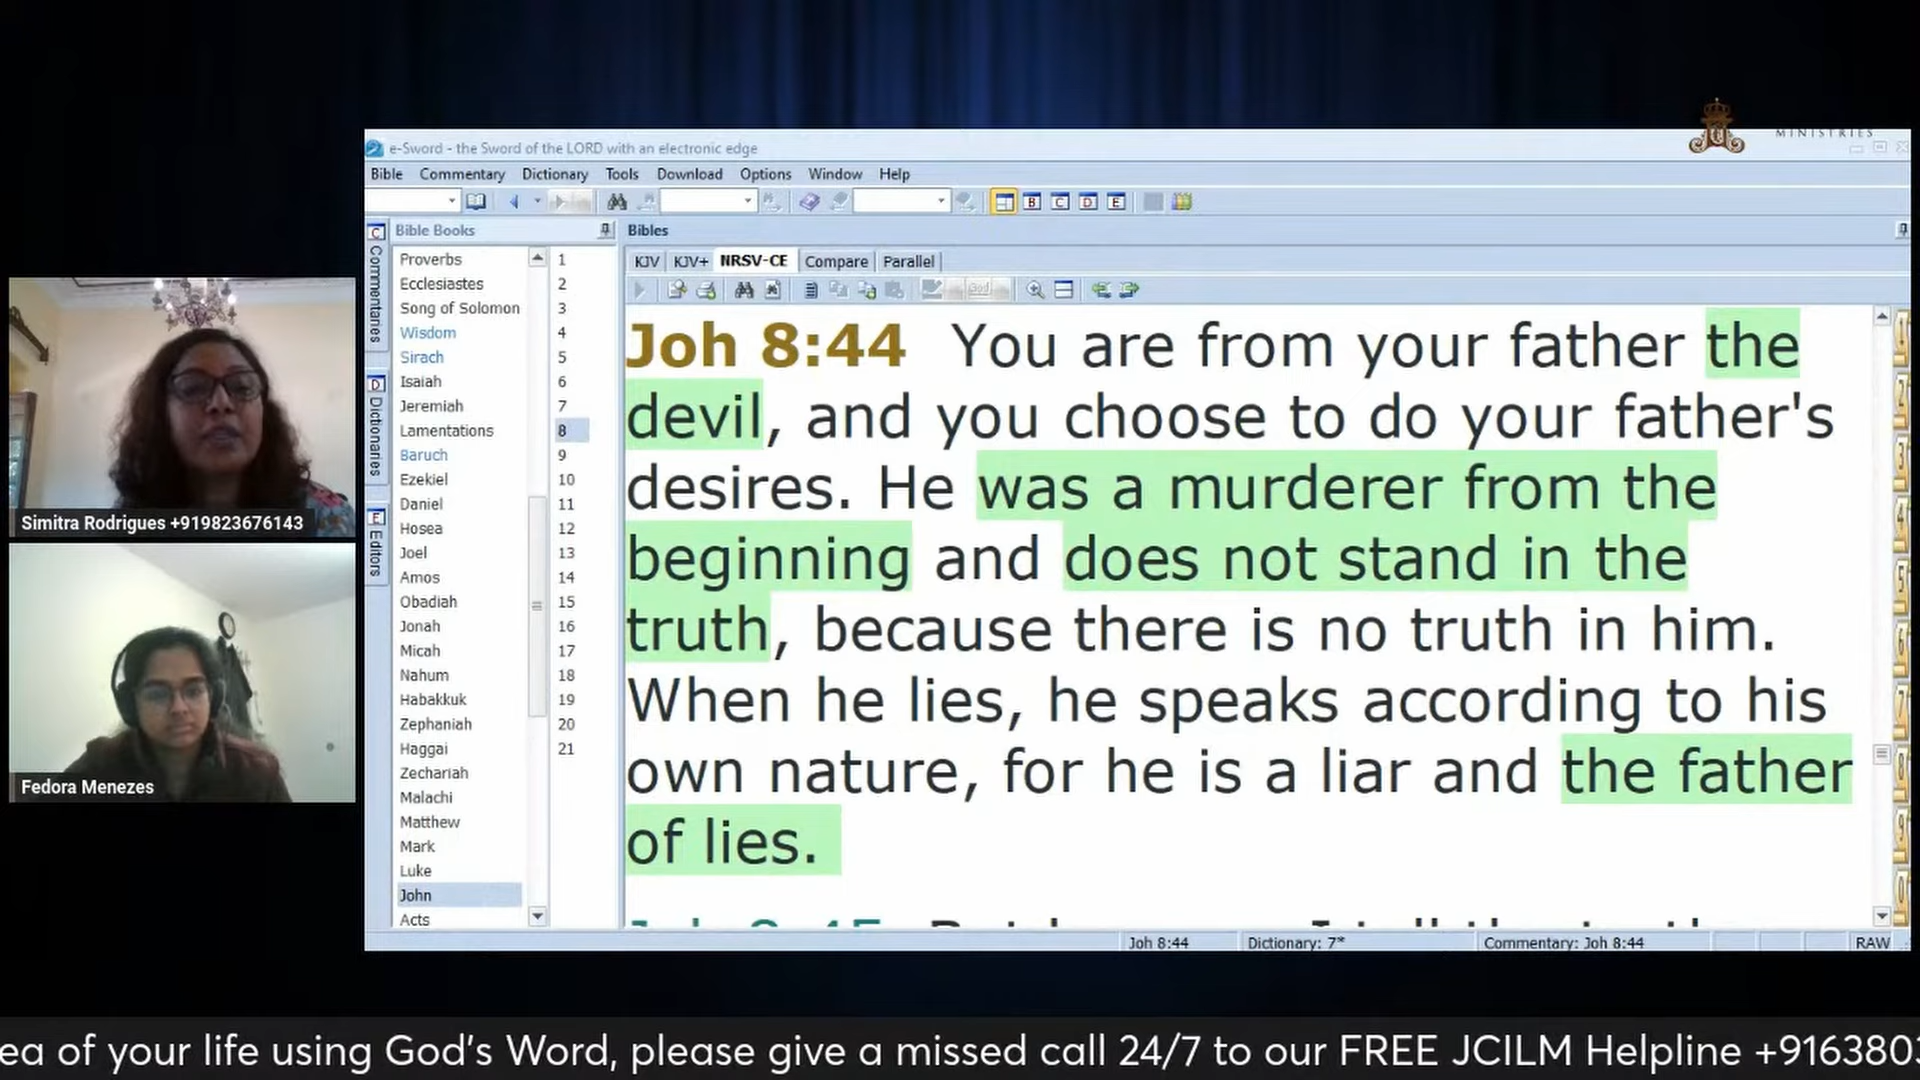 MINISTRIES
e-Sword - the Sword of the LORD with an electronic edge
Bible Commentary Dictionary Tools Download Options Window Help
B C D E
C Commentaries
D Dictionaries
E Editors
Bible Books
Proverbs
Ecclesiastes
Song of Solomon
Wisdom
Sirach
Isaiah
Jeremiah
Lamentations
Baruch
Ezekiel
Daniel
Hosea
Joel
Amos
Obadiah
Jonah
Micah
Nahum
Habakkuk
Zephaniah
Haggai
Zechariah
Malachi
Matthew
Mark
Luke
John
Acts
1
2
3
4
5
6
7
8
9
10
11
12
13
14
15
16
17
18
19
20
21
Bibles
KJV KJV+ NRSV-CE Compare Parallel
Joh 8:44 You are from your father the
devil, and you choose to do your father's
desires. He was a murderer from the
beginning and does not stand in the
truth, because there is no truth in him.
When he lies, he speaks according to his
own nature, for he is a liar and the father
of lies.
Joh 8:44 Dictionary: 7* Commentary: Joh 8:44 RAW
Simitra Rodrigues +919823676143
Fedora Menezes
ea of your life using God's Word, please give a missed call 24/7 to our FREE JCILM Helpline +9163803